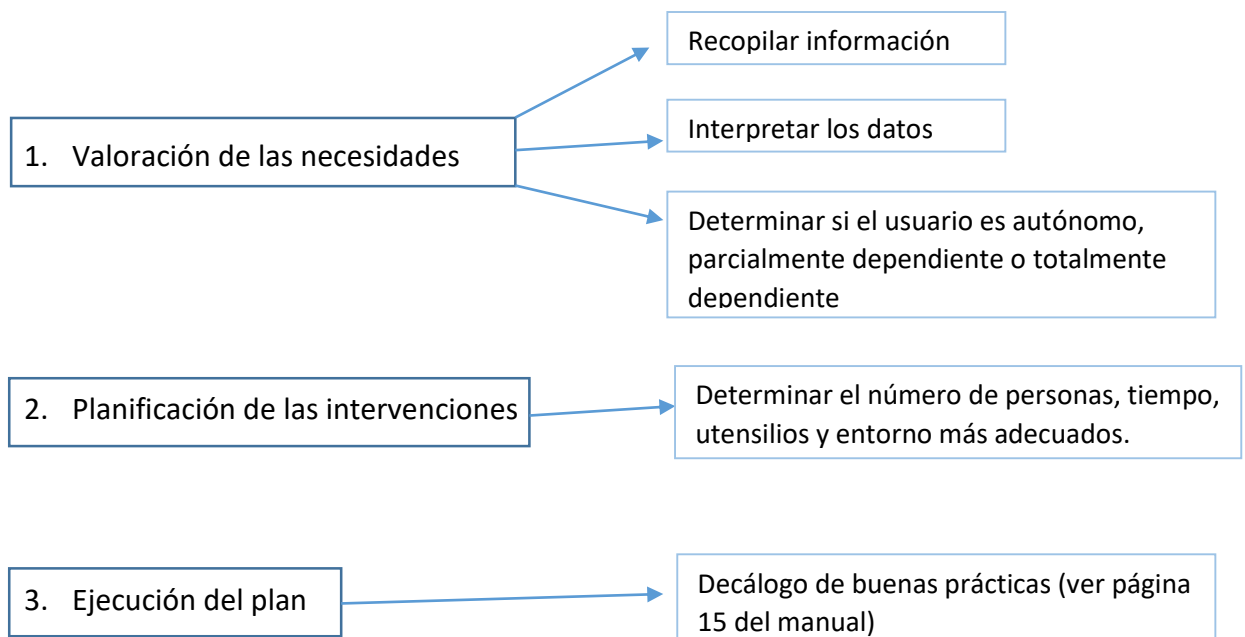 Recopilar información
Interpretar los datos
1. Valoración de las necesidades
Determinar si el usuario es autónomo,
parcialmente dependiente o totalmente
dependiente
2. Planificación de las intervenciones
Determinar el número de personas, tiempo,
utensilios y entorno más adecuados.
3. Ejecución del plan
Decálogo de buenas prácticas (ver página
15 del manual)